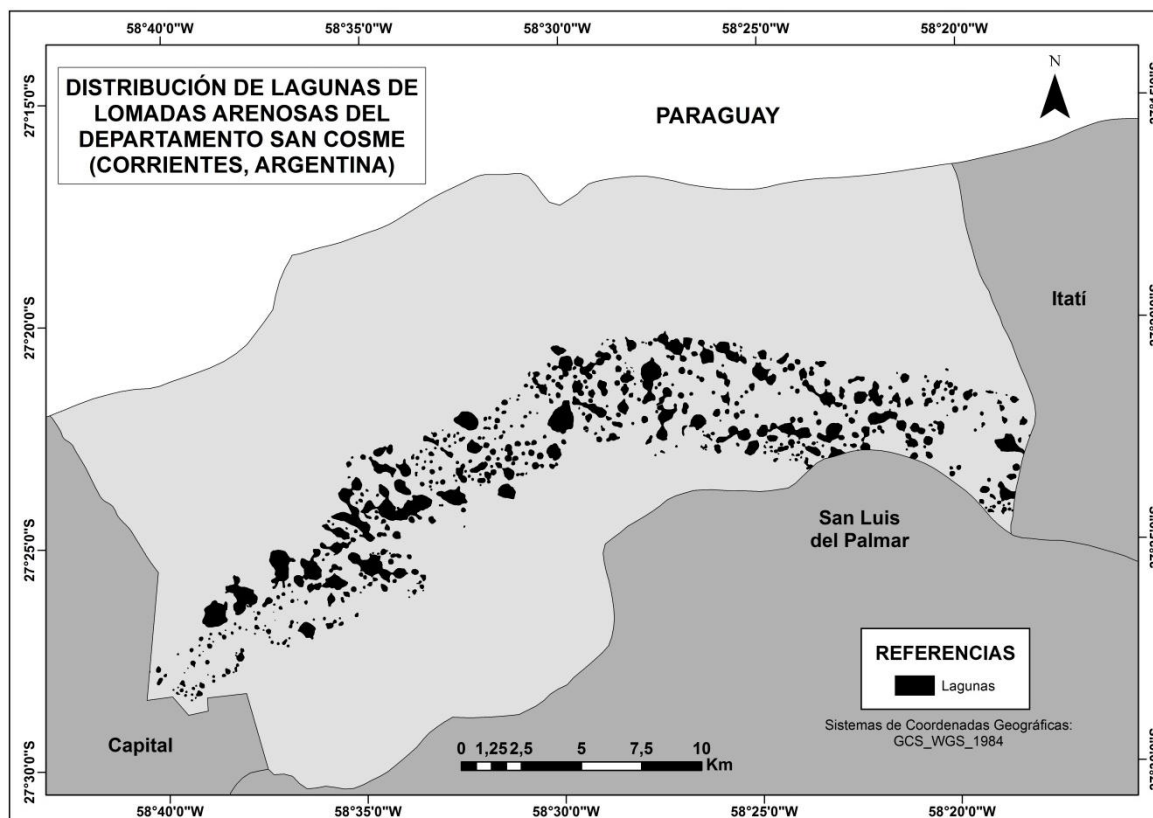 58°40'0"W
58°35'0"W
58°30'0"W
58°25'0"W
58°20'0"W
DISTRIBUCIÓN DE LAGUNAS DE
LOMADAS ARENOSAS DEL
DEPARTAMENTO SAN COSME
(CORRIENTES, ARGENTINA)
PARAGUAY
N
27°15'0"S
27°20'0"S
27°25'0"S
27°30'0"S
Itatí
San Luis
del Palmar
Capital
REFERENCIAS
Lagunas
Sistemas de Coordenadas Geográficas:
GCS_WGS_1984
0 1,25 2,5 5 7,5 10
Km
58°40'0"W
58°35'0"W
58°30'0"W
58°25'0"W
58°20'0"W